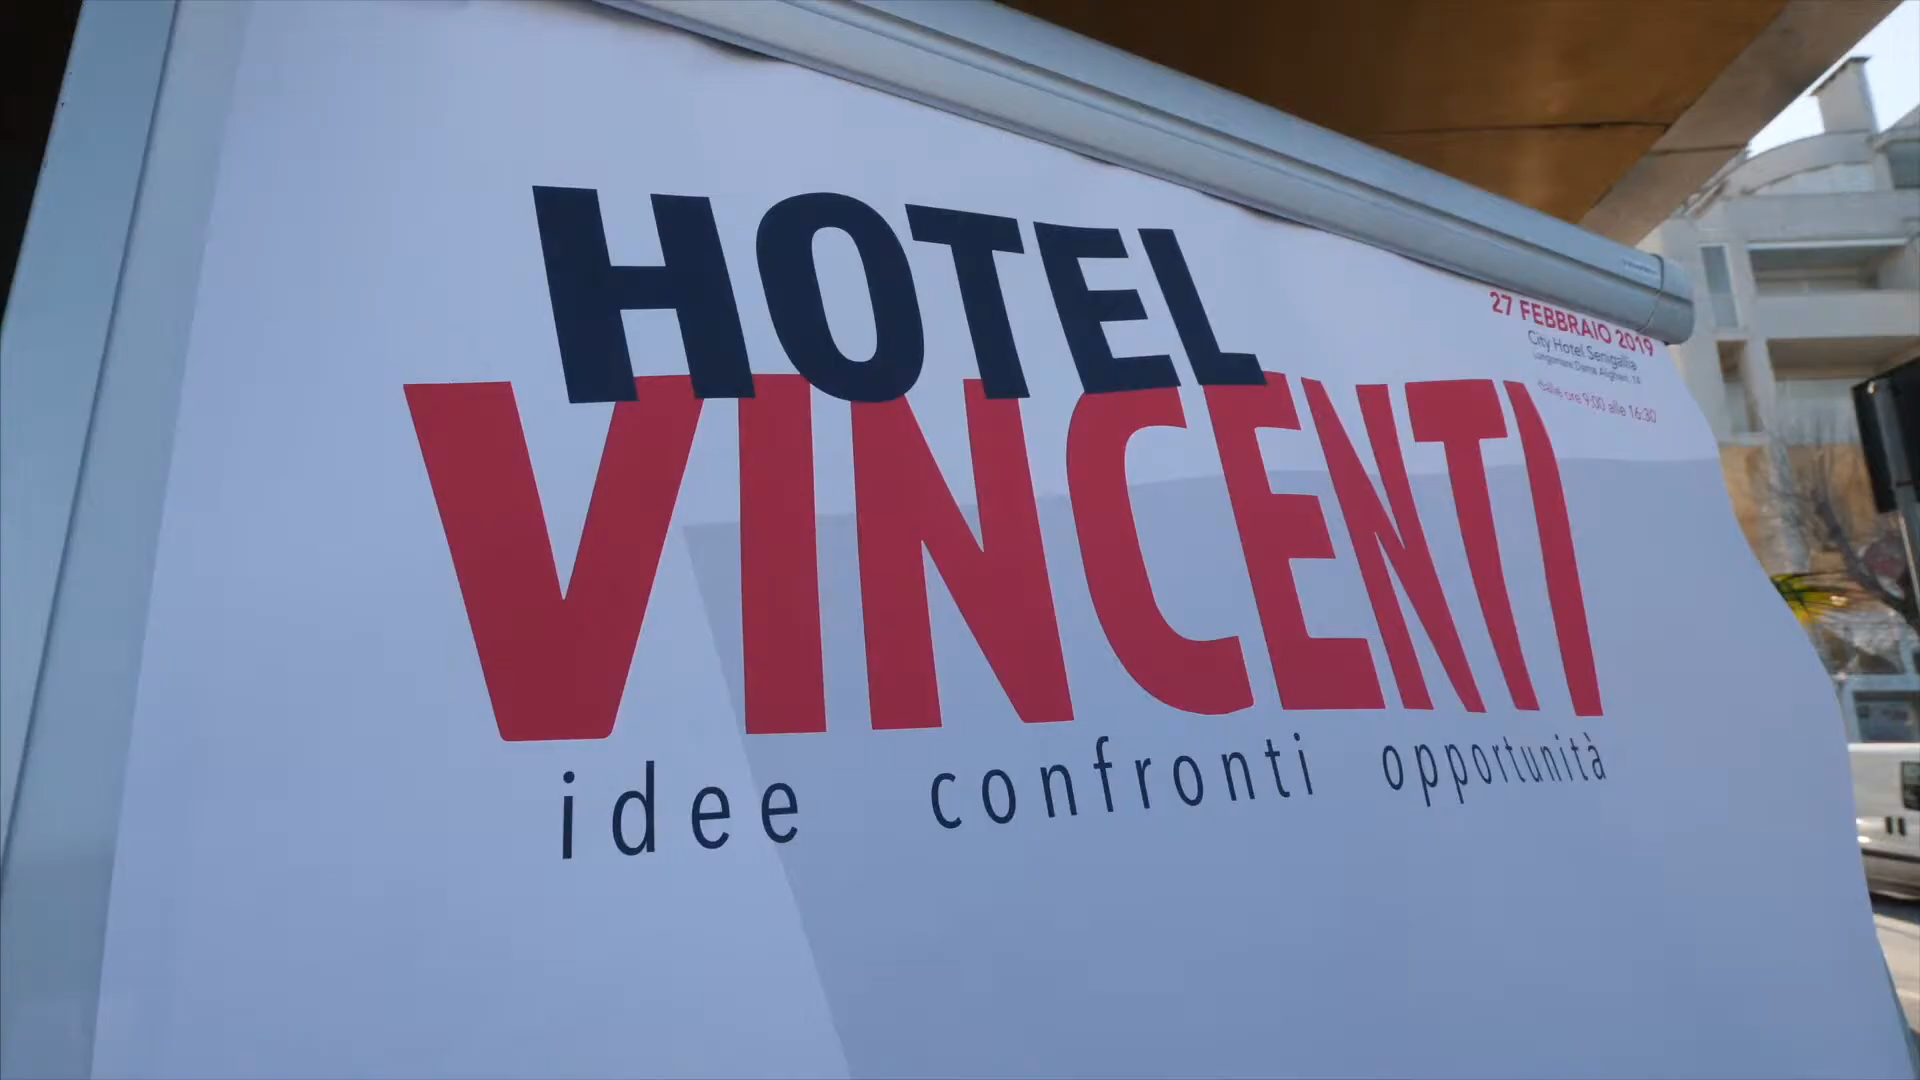 HOTEL
VINCENTI
idee confronti opportunità
27 FEBBRAIO 2019
City Hotel Senigallia
Lungomare Dante Alighieri, 14
dalle ore 9:00 alle 16:30